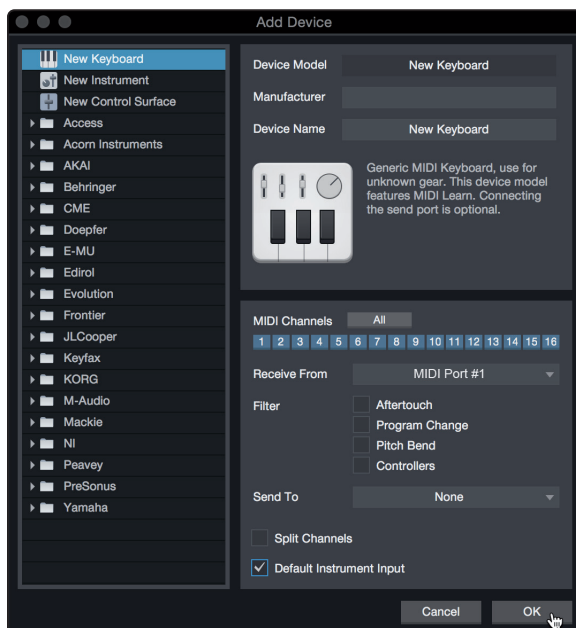 Add Device
New Keyboard
New Instrument
New Control Surface
Access
Acorn Instruments
AKAI
Behringer
CME
Doepfer
E-MU
Edirol
Evolution
Frontier
JLCooper
Keyfax
KORG
M-Audio
Mackie
NI
Peavey
PreSonus
Yamaha
Device Model New Keyboard
Manufacturer
Device Name New Keyboard
Generic MIDI Keyboard, use for
unknown gear. This device model
features MIDI Learn. Connecting
the send port is optional.
MIDI Channels All
1 2 3 4 5 6 7 8 9 10 11 12 13 14 15 16
Receive From MIDI Port #1
Filter Aftertouch
Program Change
Pitch Bend
Controllers
Send To None
Split Channels
Default Instrument Input
Cancel OK